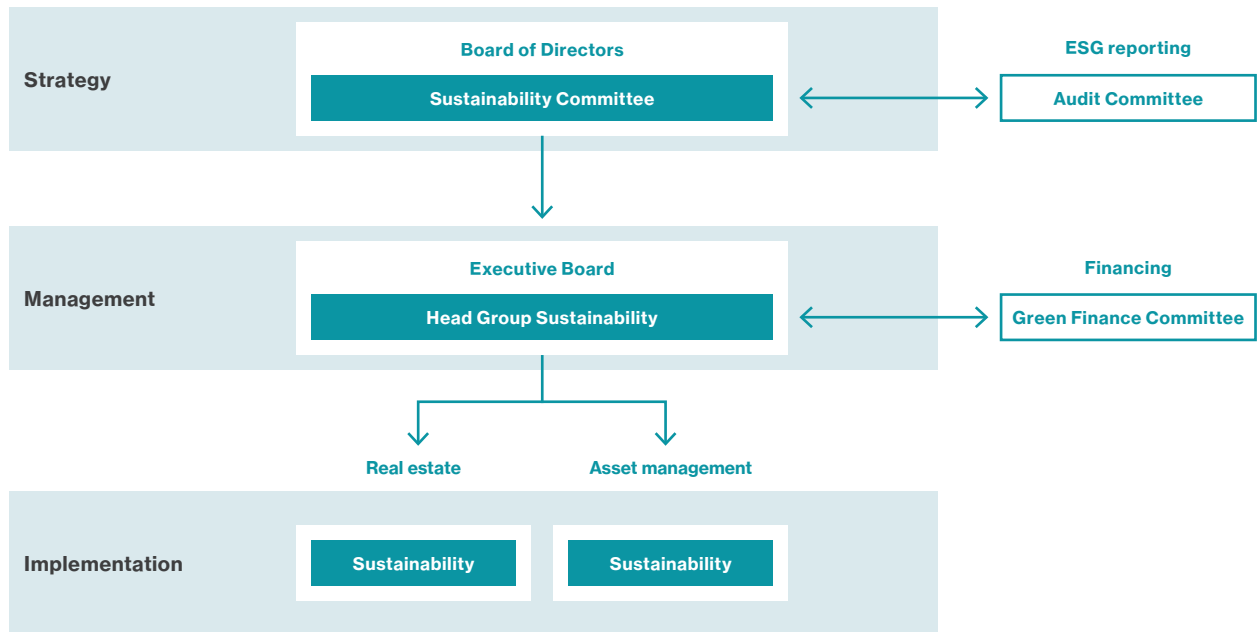 Strategy
Board of Directors
Sustainability Committee
ESG reporting
Audit Committee
Management
Executive Board
Head Group Sustainability
Financing
Green Finance Committee
Real estate
Asset management
Implementation
Sustainability
Sustainability